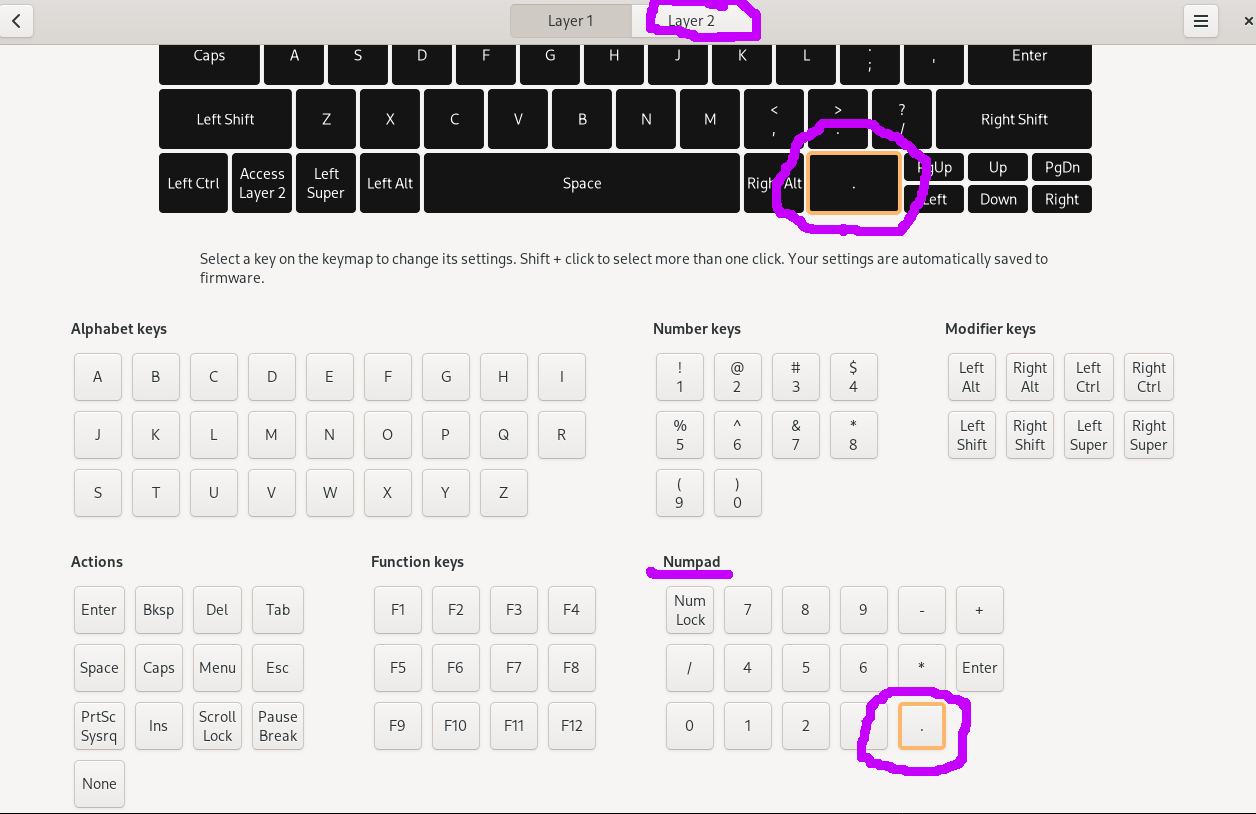 Layer 1 Layer 2
Caps A S D F G H J K L : ; ' Enter
Left Shift Z X C V B N M < , > . ? / Right Shift
Left Ctrl Access Layer 2 Left Super Left Alt Space Right Alt . PgUp Up PgDn
Left Down Right
Select a key on the keymap to change its settings. Shift + click to select more than one click. Your settings are automatically saved to
firmware.
Alphabet keys Number keys Modifier keys
A B C D E F G H I ! 1 @ 2 # 3 $ 4 Left Alt Right Alt Left Ctrl Right Ctrl
J K L M N O P Q R % 5 ^ 6 & 7 * 8 Left Shift Right Shift Left Super Right Super
S T U V W X Y Z ( 9 ) 0
Actions Function keys Numpad
Enter Bksp Del Tab F1 F2 F3 F4 Num Lock 7 8 9 - +
Space Caps Menu Esc F5 F6 F7 F8 / 4 5 6 * Enter
PrtSc Sysrq Ins Scroll Lock Pause Break F9 F10 F11 F12 0 1 2 .
None